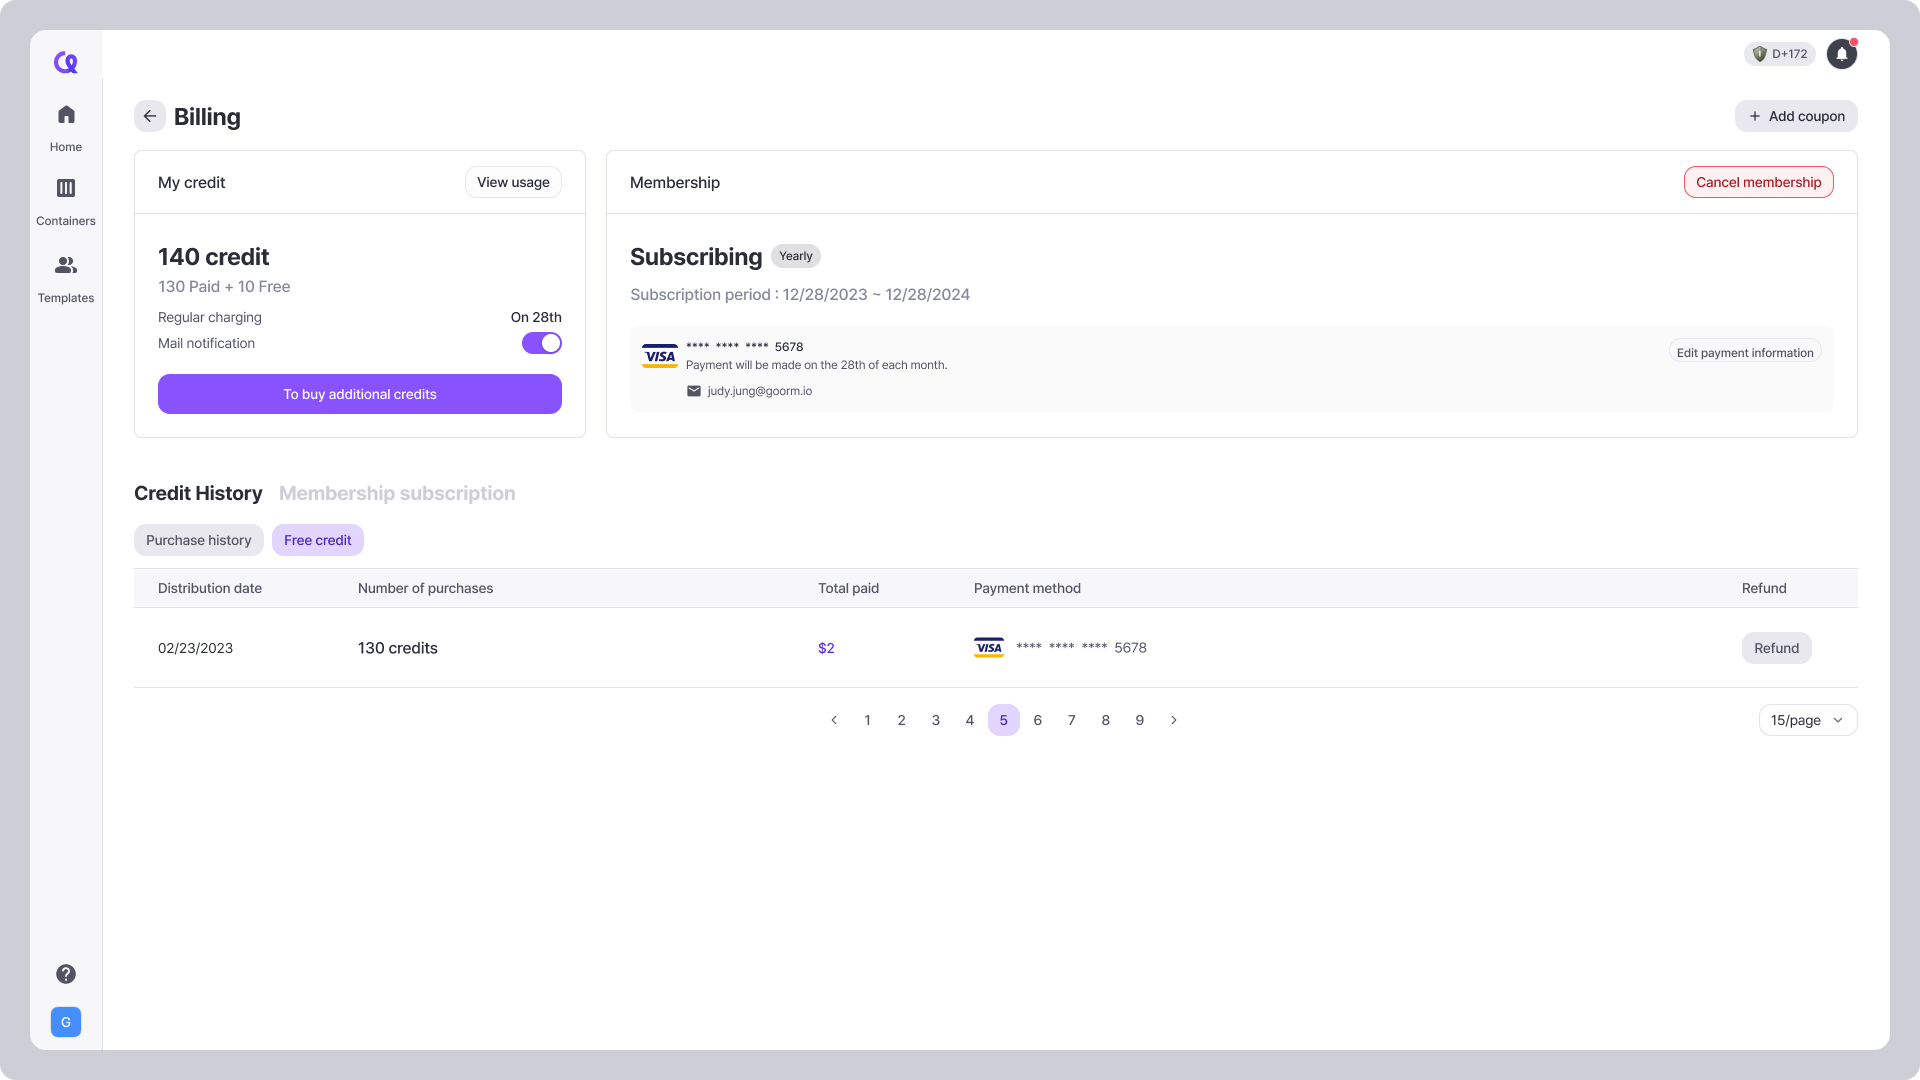 D+172
Billing
Add coupon
Home
Containers
Templates
My credit
View usage
140 credit
130 Paid + 10 Free
Regular charging
On 28th
Mail notification
To buy additional credits
Membership
Cancel membership
Subscribing
Yearly
Subscription period : 12/28/2023 ~ 12/28/2024
VISA
**** **** **** 5678
Payment will be made on the 28th of each month.
judy.jung@goorm.io
Edit payment information
Credit History
Membership subscription
Purchase history
Free credit
Distribution date
Number of purchases
Total paid
Payment method
Refund
02/23/2023
130 credits
$2
VISA
**** **** **** 5678
Refund
1 2 3 4 5 6 7 8 9
15/page
G